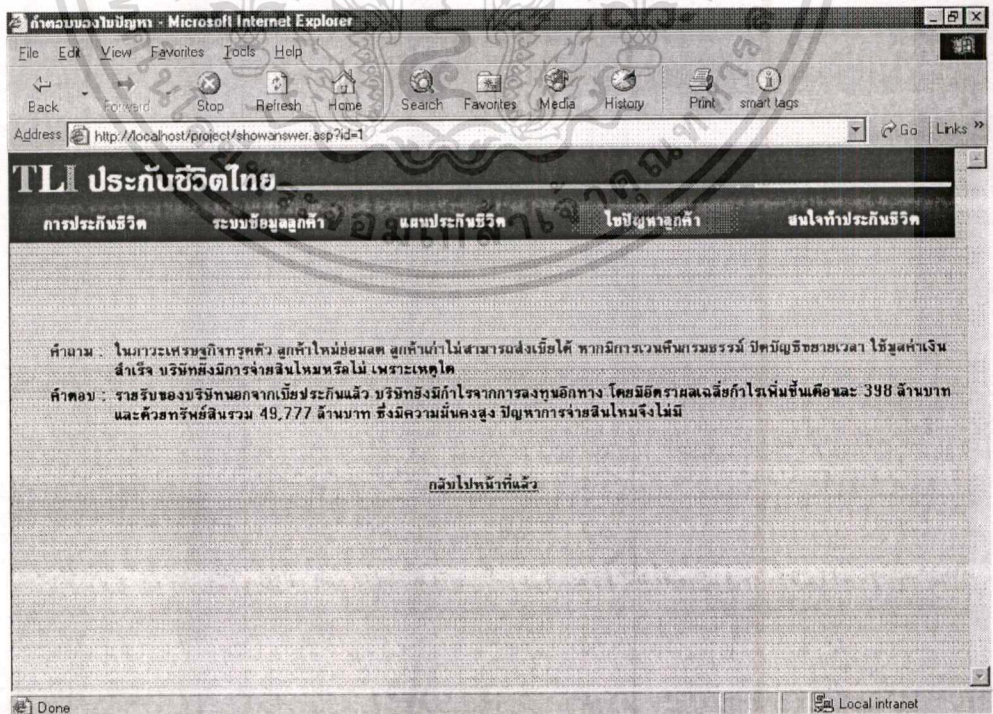 คำตอบของไขปัญหา - Microsoft Internet Explorer
File Edit View Favorites Tools Help
Back Forward Stop Refresh Home Search Favorites Media History Print smart tags
Address http://localhost/project/showanswer.asp?id=1 Go Links »
TLI ประกันชีวิตไทย
การประกันชีวิต ระบบข้อมูลลูกค้า แผนประกันชีวิต ไขปัญหาลูกค้า สนใจทำประกันชีวิต
คำถาม : ในภาวะเศรษฐกิจทรุดตัว ลูกค้าใหม่ย่อมลด ลูกค้าเก่าไม่สามารถส่งเบี้ยได้ หากมีการเวนคืนกรมธรรม์ ปิดบัญชีขยายเวลา ใช้มูลค่าเงิน
สำเร็จ บริษัทยังมีการจ่ายสินไหมหรือไม่ เพราะเหตุใด
คำตอบ : รายรับของบริษัทนอกจากเบี้ยประกันแล้ว บริษัทยังมีกำไรจากการลงทุนอีกทาง โดยมีอัตราผลเฉลี่ยกำไรเพิ่มขึ้นเดือนละ 398 ล้านบาท
และด้วยทรัพย์สินรวม 49,777 ล้านบาท ซึ่งมีความมั่นคงสูง ปัญหาการจ่ายสินไหมจึงไม่มี
กลับไปหน้าที่แล้ว
Done Local intranet